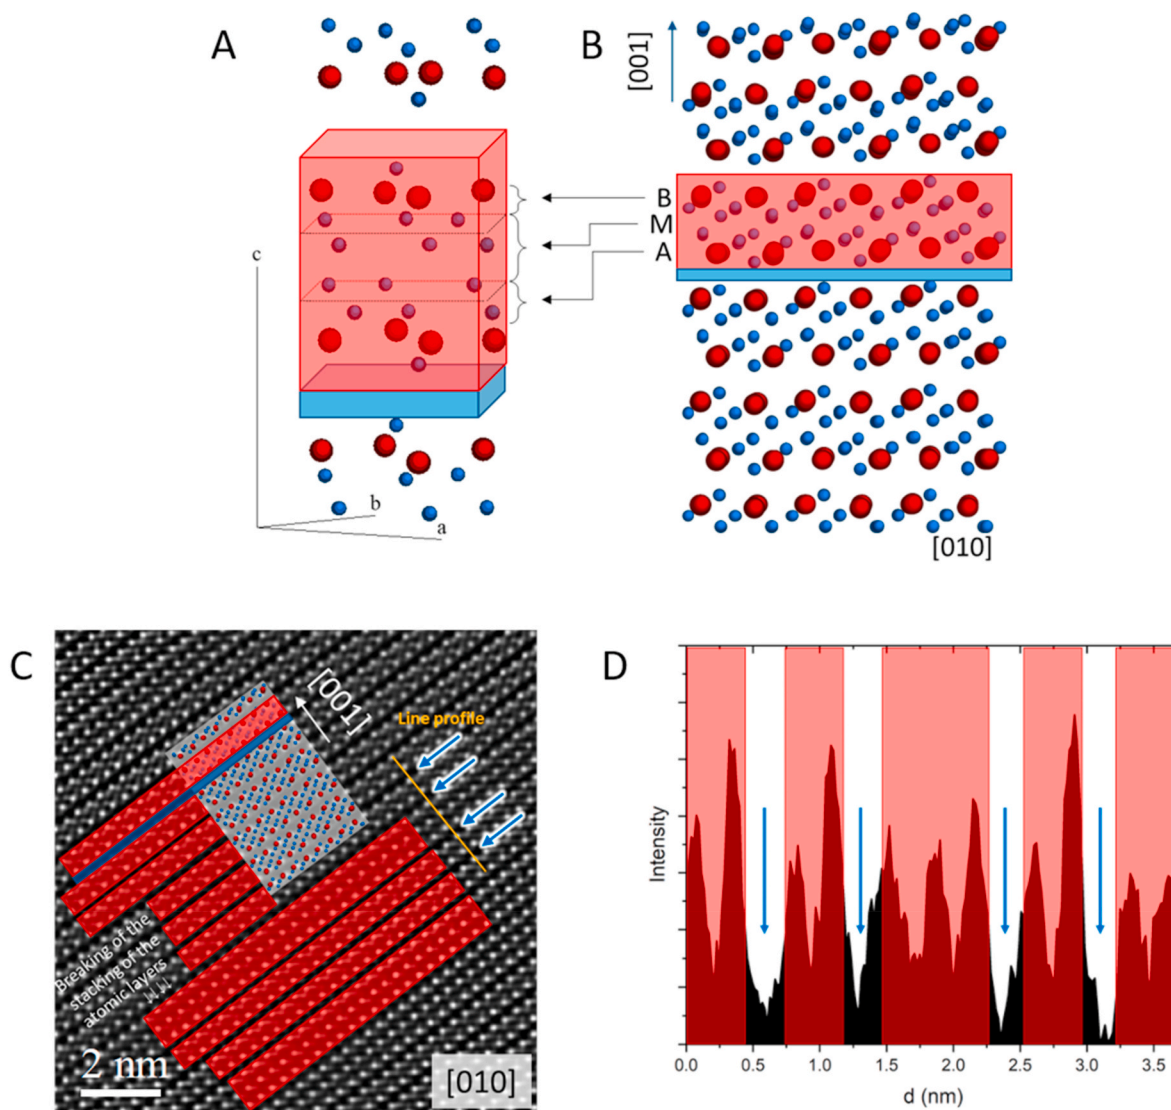 A
B
[001]
B
M
A
c
b
a
[010]
C
[001]
Line profile
Breaking of the
stacking of the
atomic layers
2 nm
[010]
D
Intensity
0.0 0.5 1.0 1.5 2.0 2.5 3.0 3.5
d (nm)